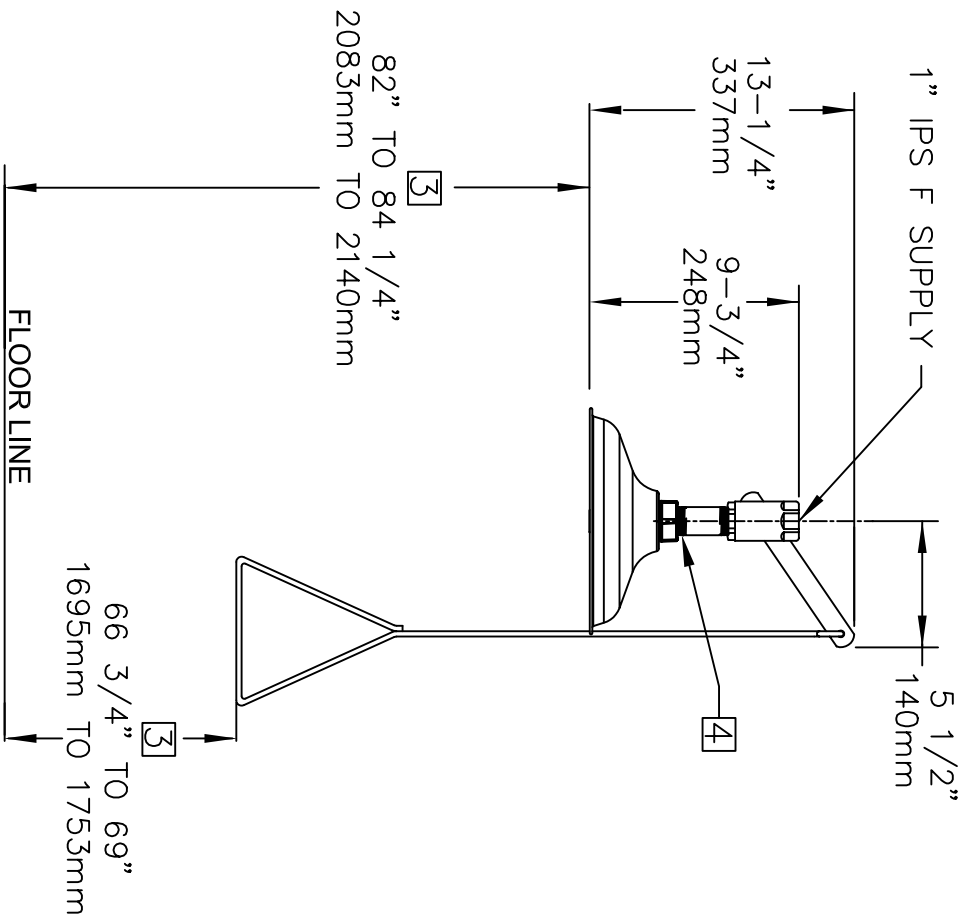 1" IPS F SUPPLY
13-1/4"
337mm
9-3/4"
248mm
5 1/2"
140mm
3
82" TO 84 1/4"
2083mm TO 2140mm
4
3
66 3/4" TO 69"
1695mm TO 1753mm
FLOOR LINE